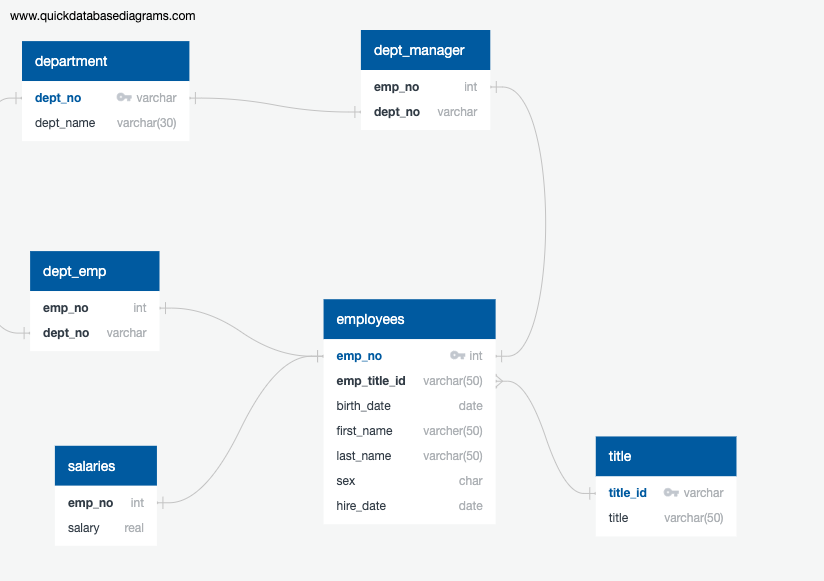 www.quickdatabasediagrams.com
department
dept_no varchar
dept_name varchar(30)
dept_manager
emp_no int
dept_no varchar
dept_emp
emp_no int
dept_no varchar
employees
emp_no int
emp_title_id varchar(50)
birth_date date
first_name varcher(50)
last_name varchar(50)
sex char
hire_date date
salaries
emp_no int
salary real
title
title_id varchar
title varchar(50)